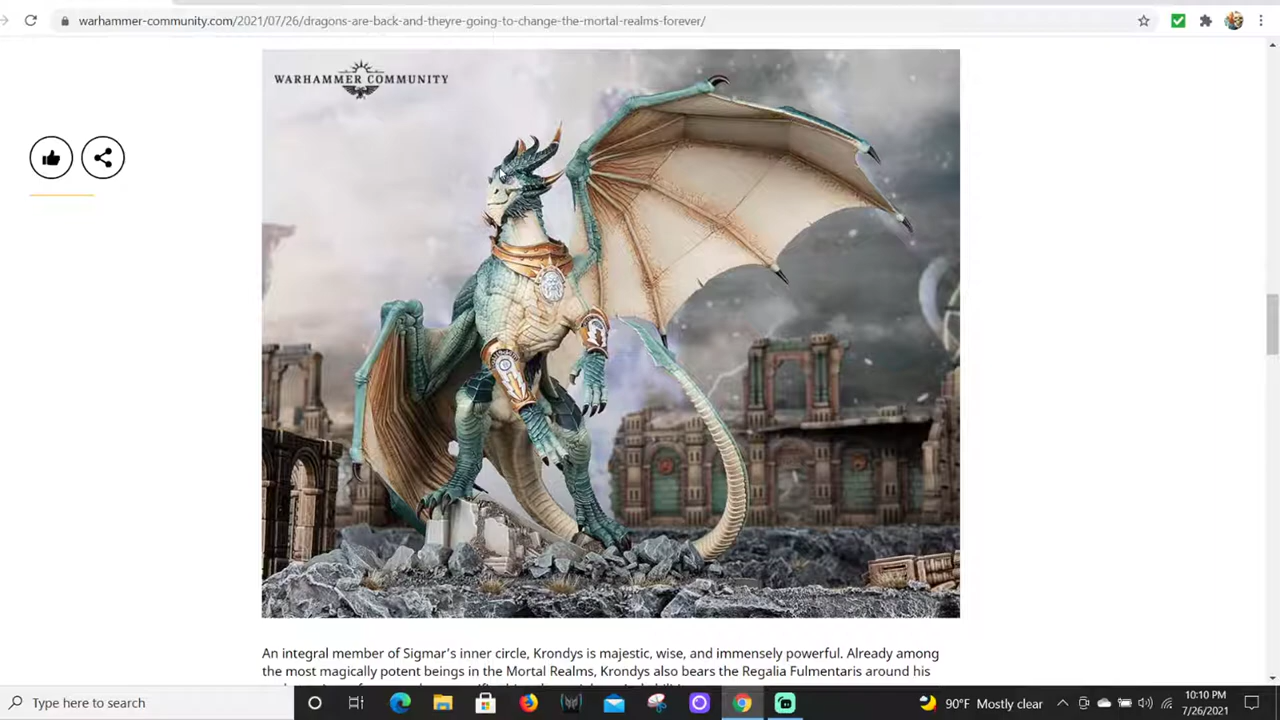 warhammer-community.com/2021/07/26/dragons-are-back-and-theyre-going-to-change-the-mortal-realms-forever/
WARHAMMER COMMUNITY
An integral member of Sigmar's inner circle, Krondys is majestic, wise, and immensely powerful. Already among
the most magically potent beings in the Mortal Realms, Krondys also bears the Regalia Fulmentaris around his
Type here to search
90°F Mostly clear
10:10 PM
7/26/2021